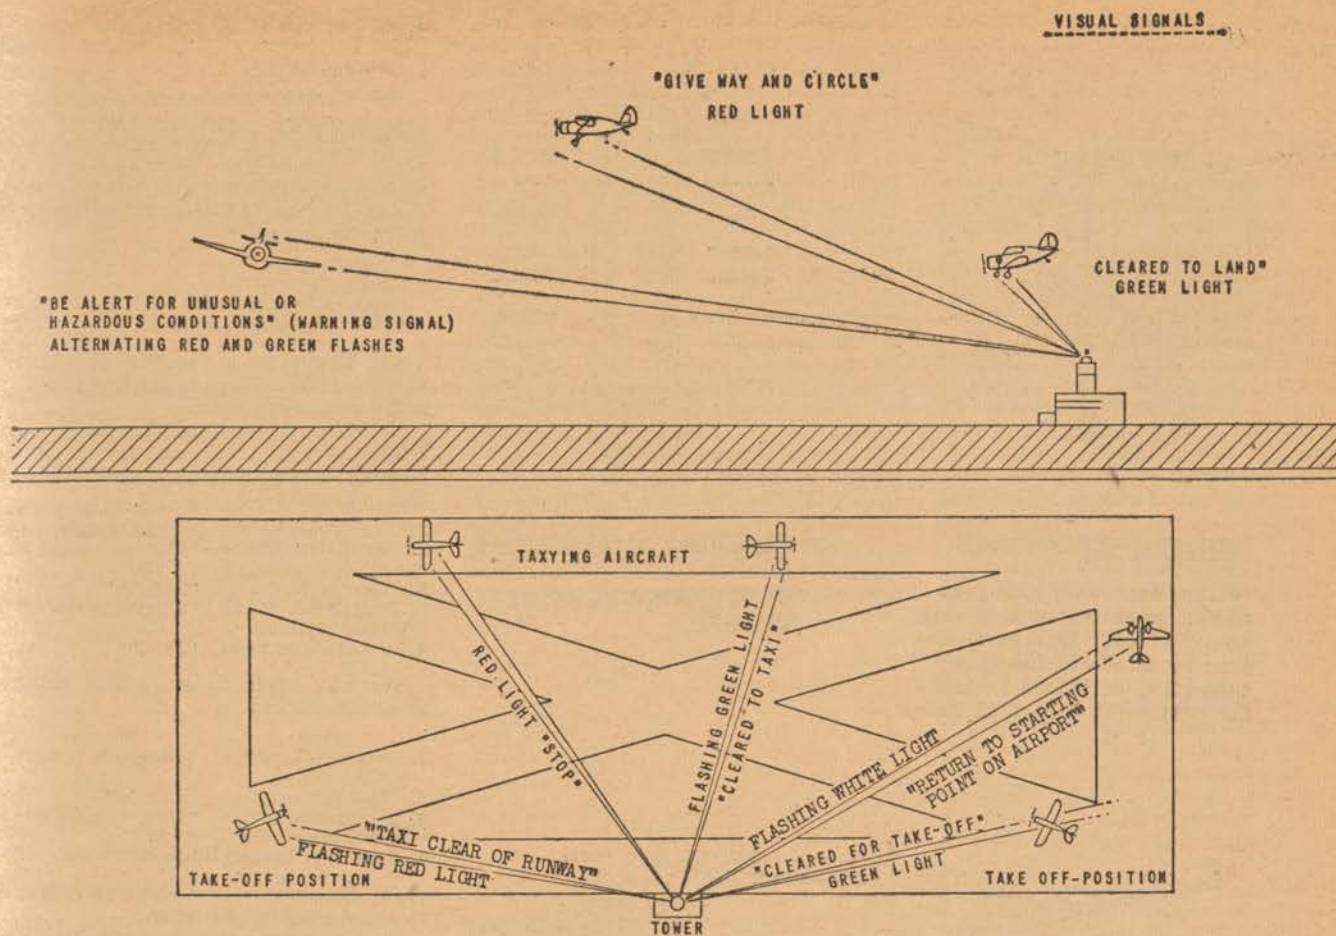 VISUAL SIGNALS
"GIVE WAY AND CIRCLE"
RED LIGHT
CLEARED TO LAND"
GREEN LIGHT
"BE ALERT FOR UNUSUAL OR
HAZARDOUS CONDITIONS" (WARNING SIGNAL)
ALTERNATING RED AND GREEN FLASHES
TAXYING AIRCRAFT
RED LIGHT "STOP"
FLASHING GREEN LIGHT
"CLEARED TO TAXI"
FLASHING WHITE LIGHT
"RETURN TO STARTING
POINT ON AIRPORT"
"TAXI CLEAR OF RUNWAY"
FLASHING RED LIGHT
"CLEARED FOR TAKE-OFF"
GREEN LIGHT
TAKE-OFF POSITION
TAKE OFF-POSITION
TOWER